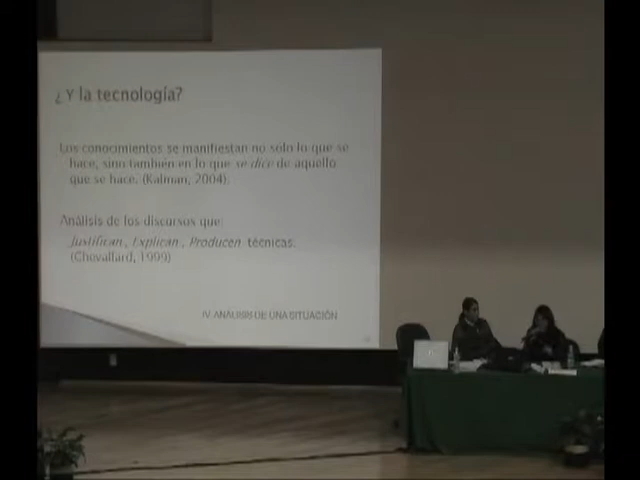 ¿Y la tecnología?
Los conocimientos se manifiestan no sólo lo que se
hace, sino también en lo que se dice de aquello
que se hace. (Kalman, 2004).
Análisis de los discursos que:
Justifican, Explican, Producen técnicas.
(Chevallard, 1999)
IV. ANÁLISIS DE UNA SITUACIÓN